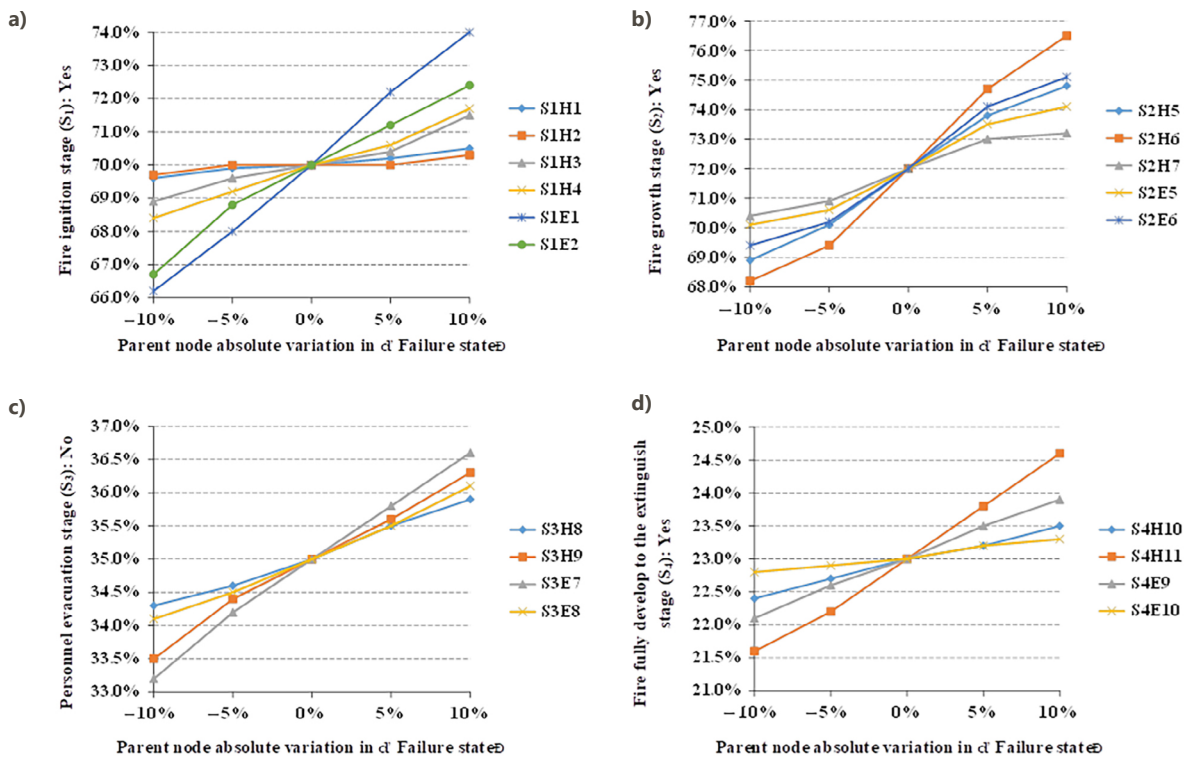 a)
Fire ignition stage (S₁): Yes
74.0%
73.0%
72.0%
71.0%
70.0%
69.0%
68.0%
67.0%
66.0%
−10%
−5%
0%
5%
10%
Parent node absolute variation in Failure state
S1H1
S1H2
S1H3
S1H4
S1E1
S1E2
b)
Fire growth stage (S₂): Yes
77.0%
76.0%
75.0%
74.0%
73.0%
72.0%
71.0%
70.0%
69.0%
68.0%
−10%
−5%
0%
5%
10%
Parent node absolute variation in Failure state
S2H5
S2H6
S2H7
S2E5
S2E6
c)
Personnel evacuation stage (S₃): No
37.0%
36.5%
36.0%
35.5%
35.0%
34.5%
34.0%
33.5%
33.0%
−10%
−5%
0%
5%
10%
Parent node absolute variation in Failure state
S3H8
S3H9
S3E7
S3E8
d)
Fire fully develop to the extinguish
stage (S₄): Yes
25.0%
24.5%
24.0%
23.5%
23.0%
22.5%
22.0%
21.5%
21.0%
−10%
−5%
0%
5%
10%
Parent node absolute variation in Failure state
S4H10
S4H11
S4E9
S4E10